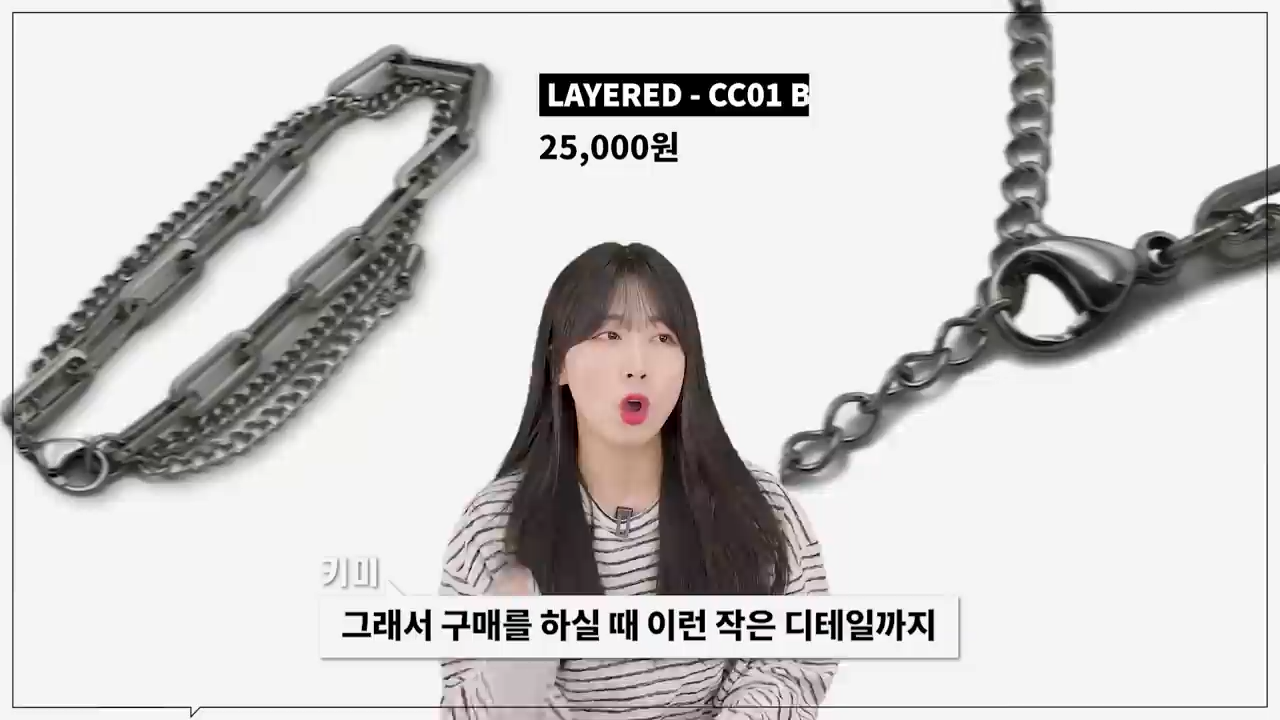 LAYERED - CC01 B
25,000원
키미
그래서 구매를 하실 때 이런 작은 디테일까지